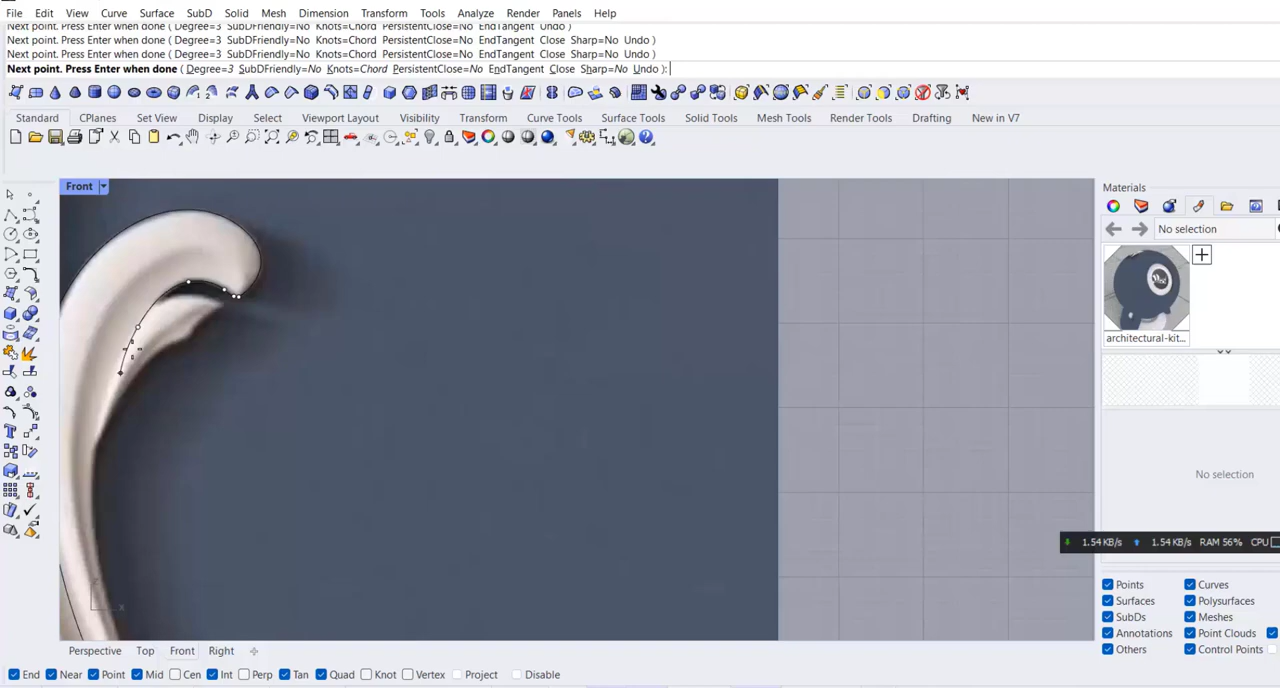 File Edit View Curve Surface SubD Solid Mesh Dimension Transform Tools Analyze Render Panels Help
Next point. Press Enter when done ( Degree=3 SubDFriendly=No Knots=Chord PersistentClose=No EndTangent Undo )
Next point. Press Enter when done ( Degree=3 SubDFriendly=No Knots=Chord PersistentClose=No EndTangent Close Sharp=No Undo )
Next point. Press Enter when done ( Degree=3 SubDFriendly=No Knots=Chord PersistentClose=No EndTangent Close Sharp=No Undo )
Next point. Press Enter when done ( Degree=3 SubDFriendly=No Knots=Chord PersistentClose=No EndTangent Close Sharp=No Undo ):
Standard CPlanes Set View Display Select Viewport Layout Visibility Transform Curve Tools Surface Tools Solid Tools Mesh Tools Render Tools Drafting New in V7
Front
Materials
No selection
architectural-kit...
No selection
1.54 KB/s 1.54 KB/s RAM 56% CPU
Points Curves
Surfaces Polysurfaces
SubDs Meshes
Annotations Point Clouds
Others Control Points
x
Perspective Top Front Right
End Near Point Mid Cen Int Perp Tan Quad Knot Vertex Project Disable